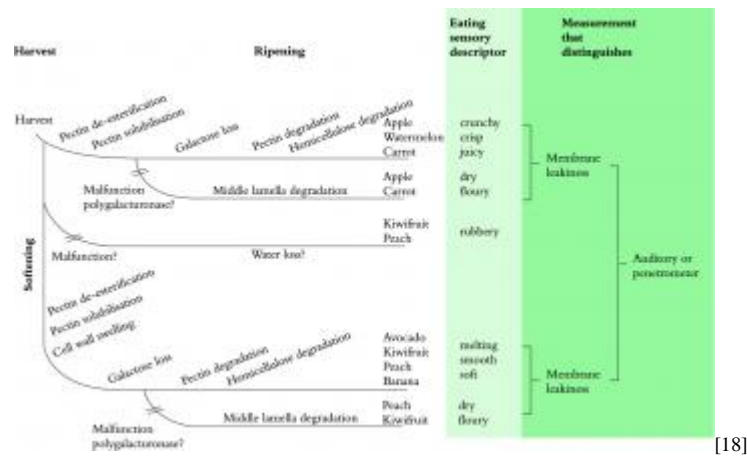 Harvest
Ripening
Eating
sensory
descriptor
Measurement
that
distinguishes
Harvest
Pectin de-esterification
Pectin solubilisation
Galactose loss
Pectin degradation
Hemicellulose degradation
Apple
Watermelon
Carrot
crunchy
crisp
juicy
Malfunction
polygalacturonase?
Middle lamella degradation
Apple
Carrot
dry
floury
Membrane
leakiness
Malfunction?
Water loss?
Kiwifruit
Peach
rubbery
Softening
Auditory or
penetrometer
Pectin de-esterification
Pectin solubilisation
Cell wall swelling
Galactose loss
Pectin degradation
Hemicellulose degradation
Avocado
Kiwifruit
Peach
Banana
melting
smooth
soft
Membrane
leakiness
Malfunction
polygalacturonase?
Middle lamella degradation
Peach
Kiwifruit
dry
floury
[18]